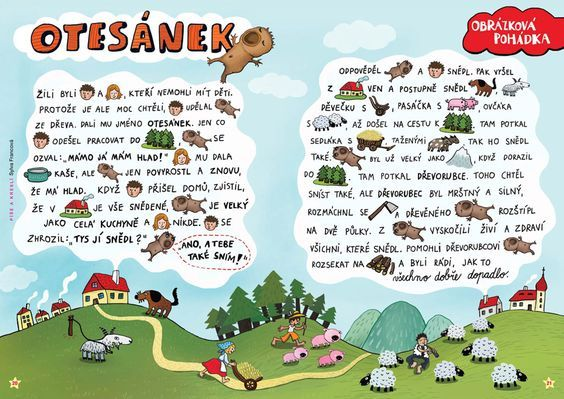 OTESÁNEK
PÍŠE A KRESLÍ: Sylva Francová
ŽILI BYLI A , KTEŘÍ NEMOHLI MÍT DĚTI.
PROTOŽE JE ALE MOC CHTĚLI, UDĚLAL
ZE DŘEVA. DALI MU JMÉNO OTESÁNEK. JEN CO
ODEŠEL PRACOVAT DO , SE
OZVAL: „MÁMO JÁ MÁM HLAD!" MU DALA
KAŠE, ALE JEN POVYROSTL A ZNOVU,
ŽE MÁ HLAD. KDYŽ PŘIŠEL DOMŮ, ZJISTIL,
ŽE V JE VŠE SNĚDENÉ, JE VELKÝ
JAKO CELÁ KUCHYNĚ A NIKDE. SE
ZHROZIL: „TYS JÍ SNĚDL?"
„ANO, A TEBE
TAKÉ SNÍM!"
OBRÁZKOVÁ
POHÁDKA
ODPOVĚDĚL A SNĚDL. PAK VYŠEL
Z VEN A POSTUPNĚ SNĚDL
DĚVEČKU S , PASÁČKA S , OVČÁKA
S , AŽ DOŠEL NA CESTU K TAM POTKAL
SEDLÁKA S TAŽENÝMI , TAK HO SNĚDL
TAKÉ. BYL UŽ VELKÝ JAKO , KDYŽ DORAZIL
DO TAM POTKAL DŘEVORUBCE. TOHO CHTĚL
SNÍST TAKÉ, ALE DŘEVORUBEC BYL MRŠTNÝ A SILNÝ,
ROZMÁCHNL SE A DŘEVĚNÉHO ROZŠTÍPL
NA DVĚ PŮLKY. Z VYSKOČILI ŽIVÍ A ZDRAVÍ
VŠICHNI, KTERÉ SNĚDL. POMOHLI DŘEVORUBCOVI
ROZSEKAT NA A BYLI RÁDI, JAK TO
všechno dobře dopadlo.
20
21